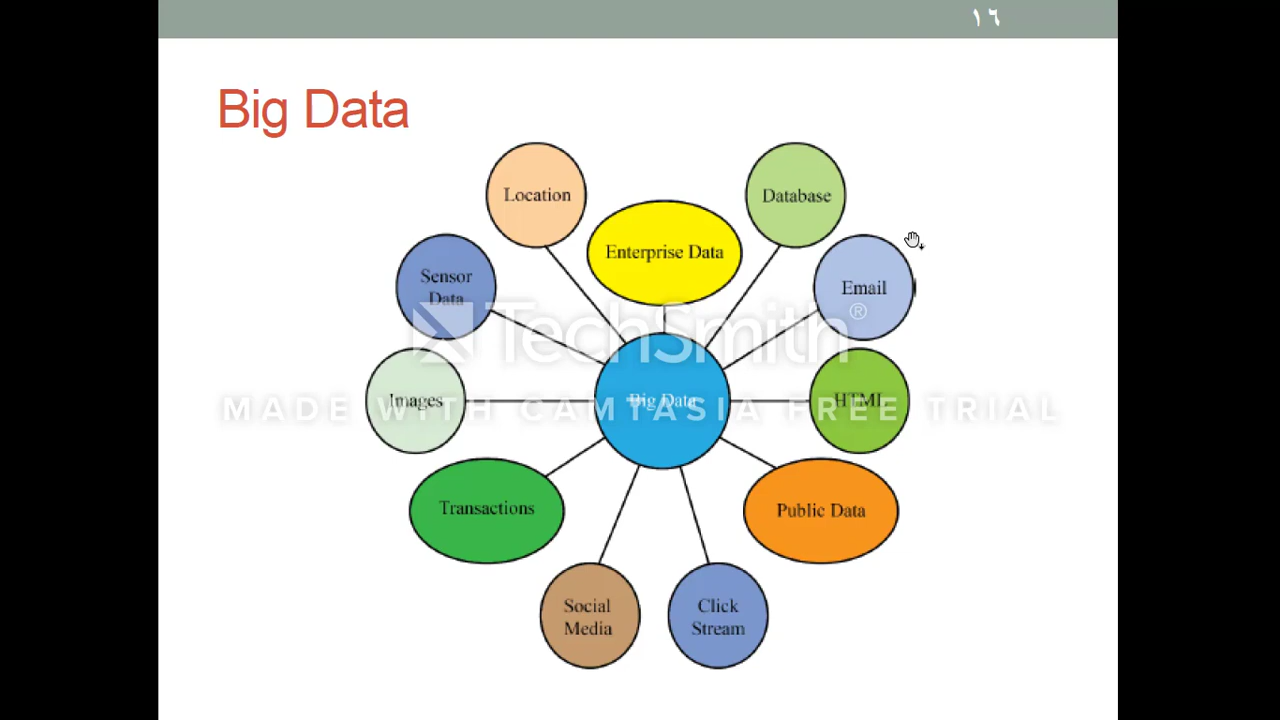 ١٦
Big Data
Location
Database
Enterprise Data
Sensor
Data
Email
TechSmith®
Images
Big Data
HTML
MADE WITH CAMTASIA FREE TRIAL
Transactions
Public Data
Social
Media
Click
Stream